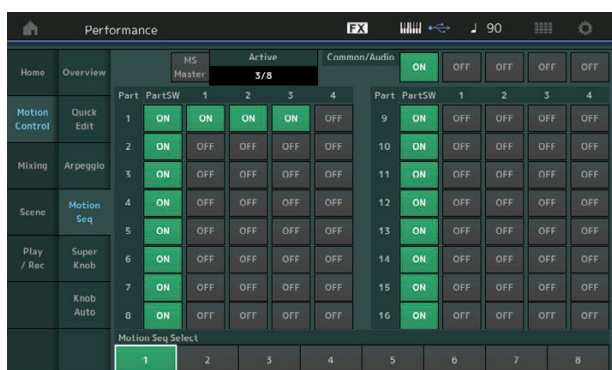 Performance FX ♩ 90
Home Overview MS Master Active 3/8 Common/Audio ON OFF OFF OFF OFF
Part PartSW 1 2 3 4 Part PartSW 1 2 3 4
Motion Control Quick Edit 1 ON ON ON ON OFF 9 ON OFF OFF OFF OFF
2 ON OFF OFF OFF OFF 10 ON OFF OFF OFF OFF
Mixing Arpeggio 3 ON OFF OFF OFF OFF 11 ON OFF OFF OFF OFF
Scene Motion Seq 4 ON OFF OFF OFF OFF 12 ON OFF OFF OFF OFF
5 ON OFF OFF OFF OFF 13 ON OFF OFF OFF OFF
Play / Rec Super Knob 6 ON OFF OFF OFF OFF 14 ON OFF OFF OFF OFF
7 ON OFF OFF OFF OFF 15 ON OFF OFF OFF OFF
Knob Auto 8 ON OFF OFF OFF OFF 16 ON OFF OFF OFF OFF
Motion Seq Select
1 2 3 4 5 6 7 8